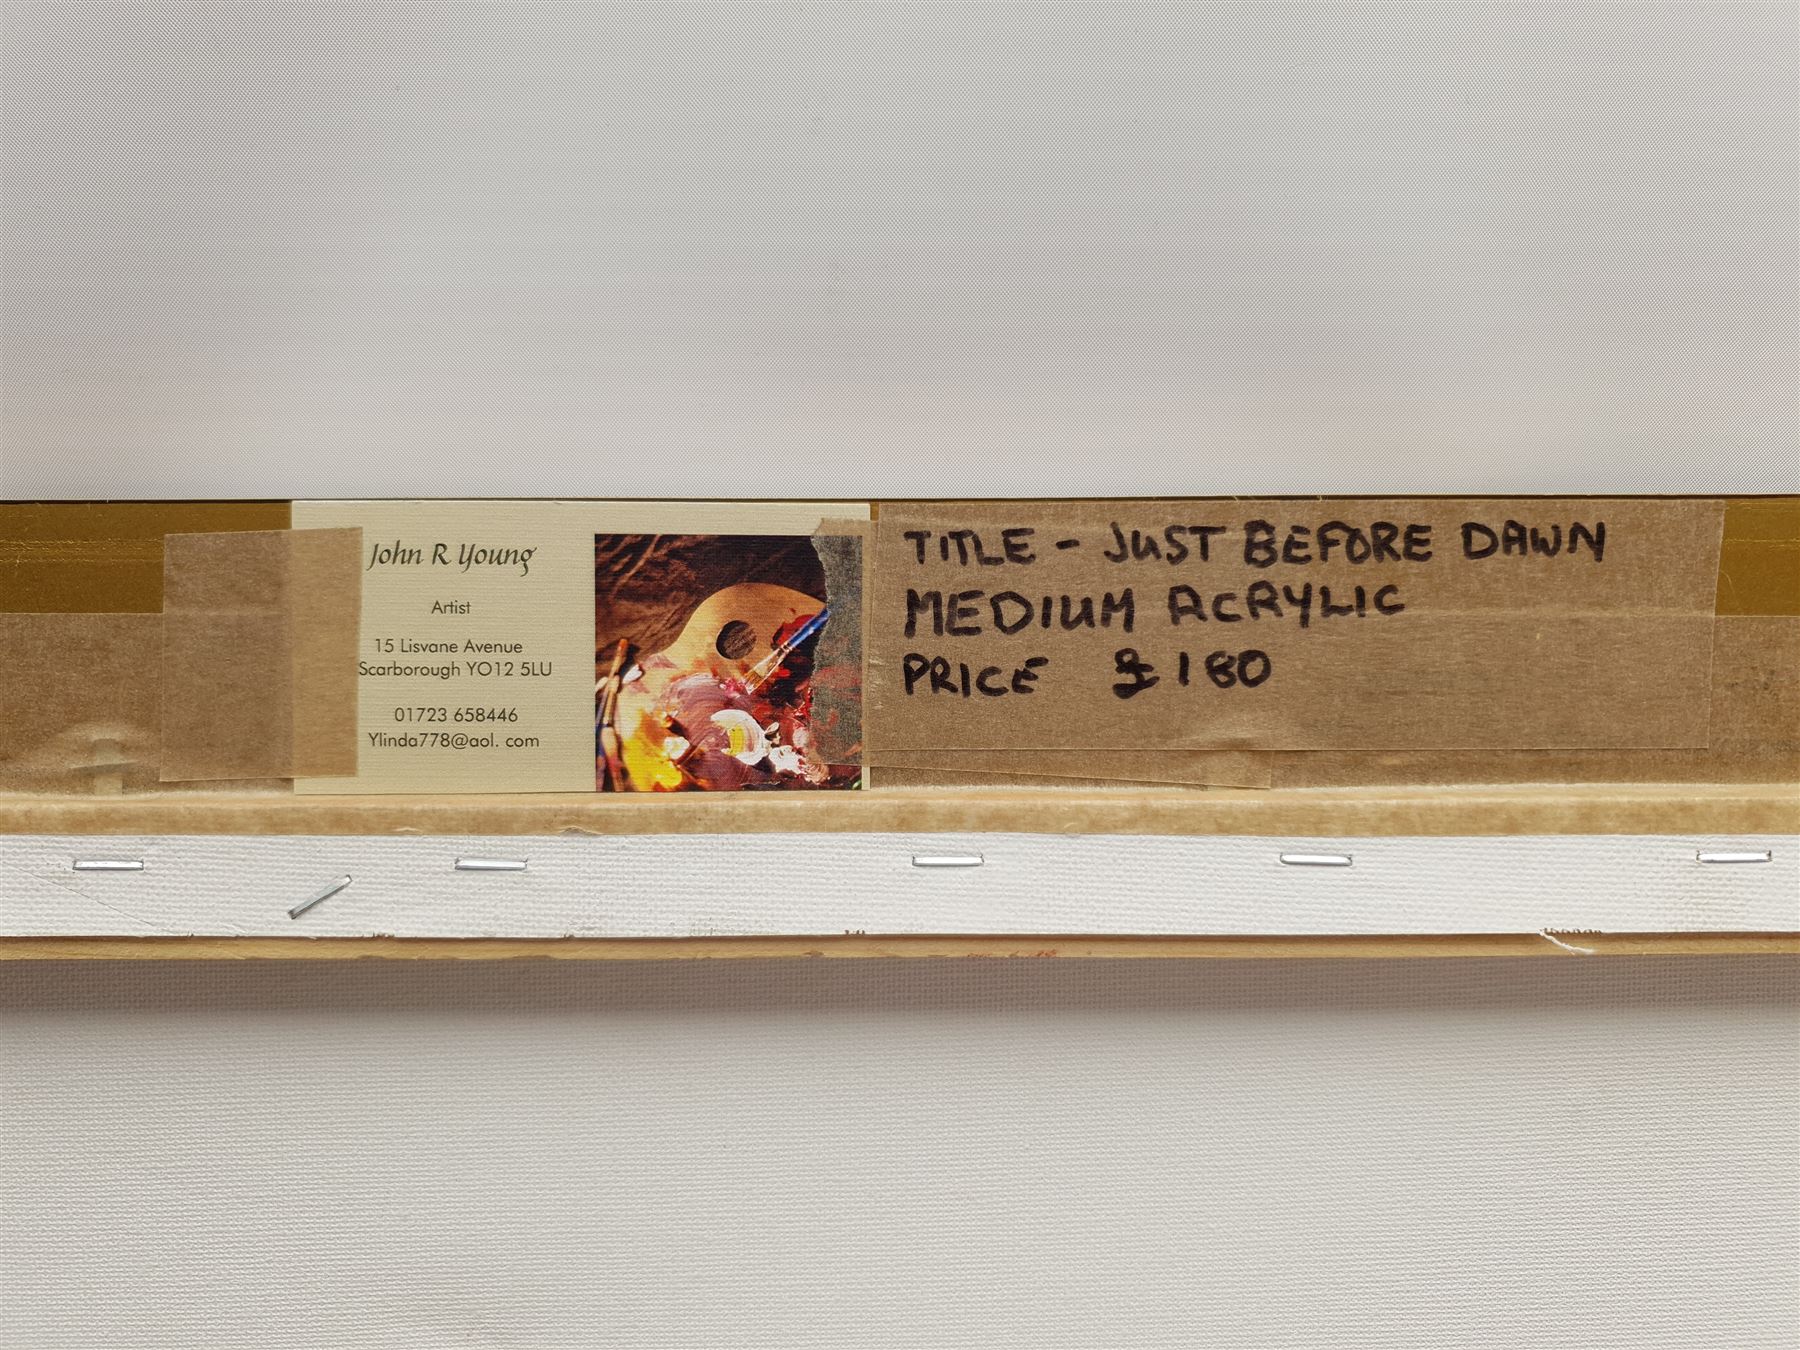 John R Young
Artist
15 Lisvane Avenue
Scarborough YO12 5LU
01723 658446
Ylinda778@aol. com
TITLE - JUST BEFORE DAWN
MEDIUM ACRYLIC
PRICE £180